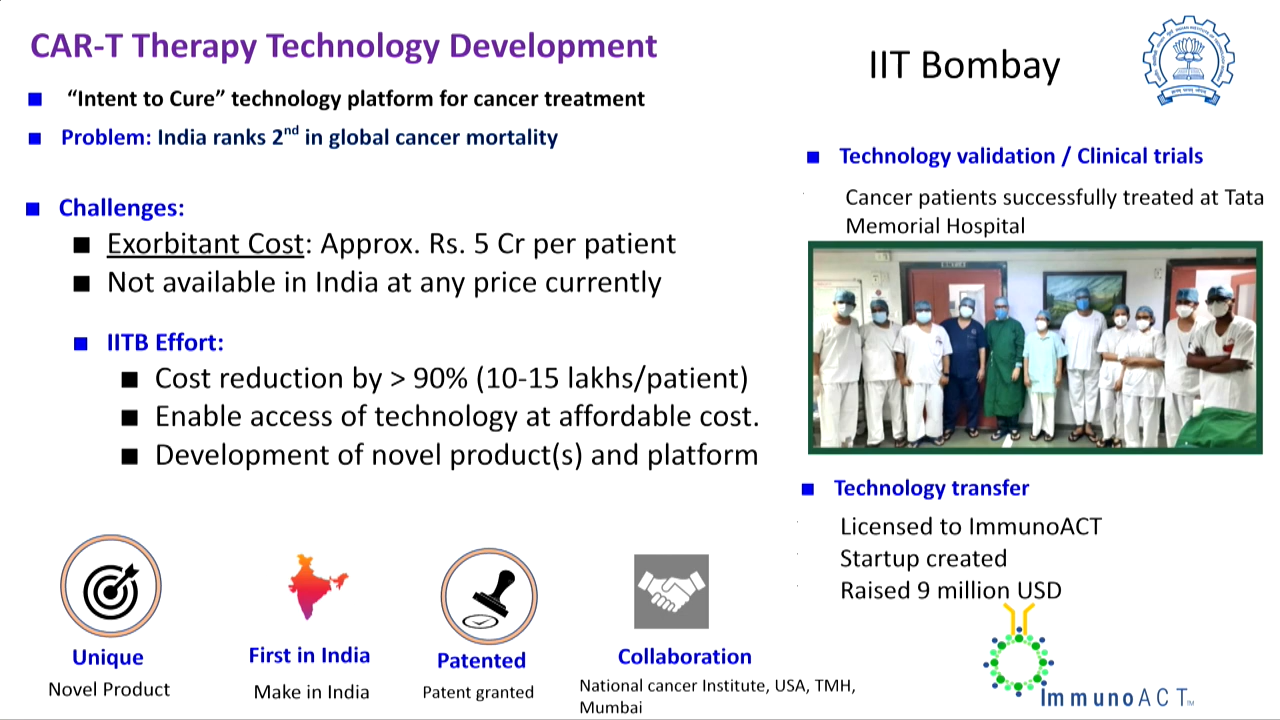 CAR-T Therapy Technology Development
“Intent to Cure” technology platform for cancer treatment
Problem: India ranks 2nd in global cancer mortality
Challenges:
Exorbitant Cost: Approx. Rs. 5 Cr per patient
Not available in India at any price currently
IITB Effort:
Cost reduction by > 90% (10-15 lakhs/patient)
Enable access of technology at affordable cost.
Development of novel product(s) and platform
Unique
Novel Product
First in India
Make in India
Patented
Patent granted
Collaboration
National cancer Institute, USA, TMH,
Mumbai
IIT Bombay
Technology validation / Clinical trials
Cancer patients successfully treated at Tata
Memorial Hospital
Technology transfer
Licensed to ImmunoACT
Startup created
Raised 9 million USD
ImmunoACT TM